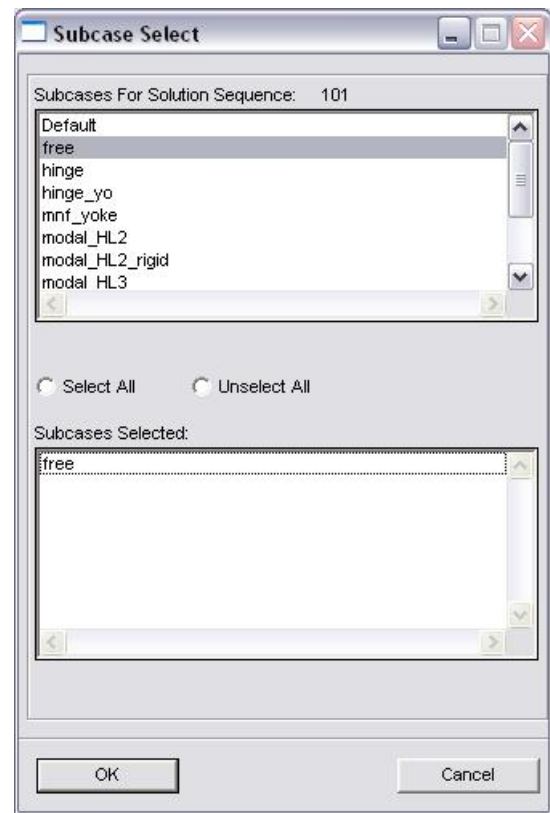 Subcase Select
Subcases For Solution Sequence: 101
Default
free
hinge
hinge_yo
mnf_yoke
modal_HL2
modal_HL2_rigid
modal_HL3
Select All Unselect All
Subcases Selected:
free
OK Cancel